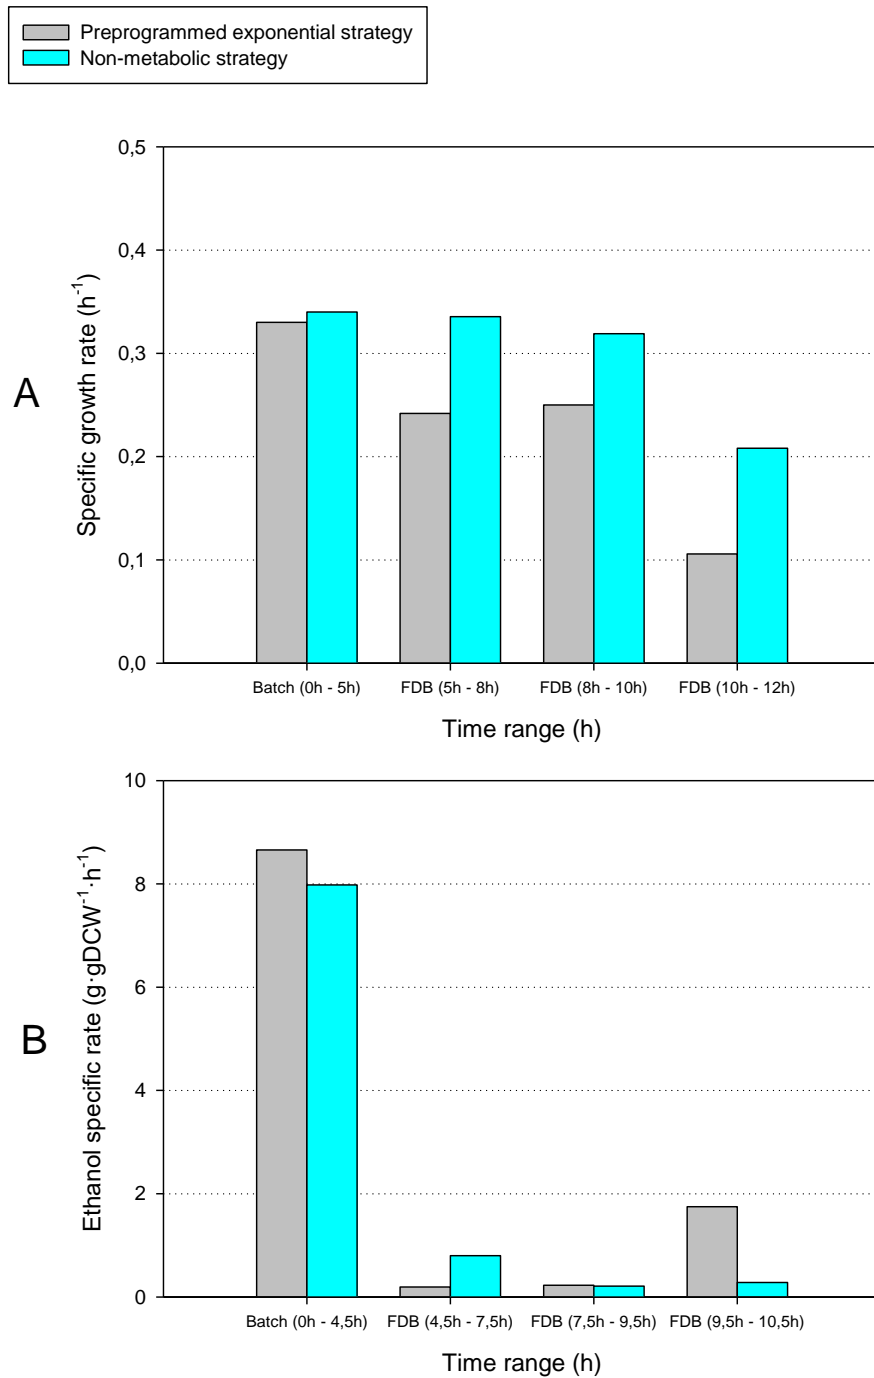 Preprogrammed exponential strategy
Non-metabolic strategy
A
Specific growth rate (h⁻¹)
0,5
0,4
0,3
0,2
0,1
0,0
Batch (0h - 5h) FDB (5h - 8h) FDB (8h - 10h) FDB (10h - 12h)
Time range (h)
B
Ethanol specific rate (g·gDCW⁻¹·h⁻¹)
10
8
6
4
2
0
Batch (0h - 4,5h) FDB (4,5h - 7,5h) FDB (7,5h - 9,5h) FDB (9,5h - 10,5h)
Time range (h)